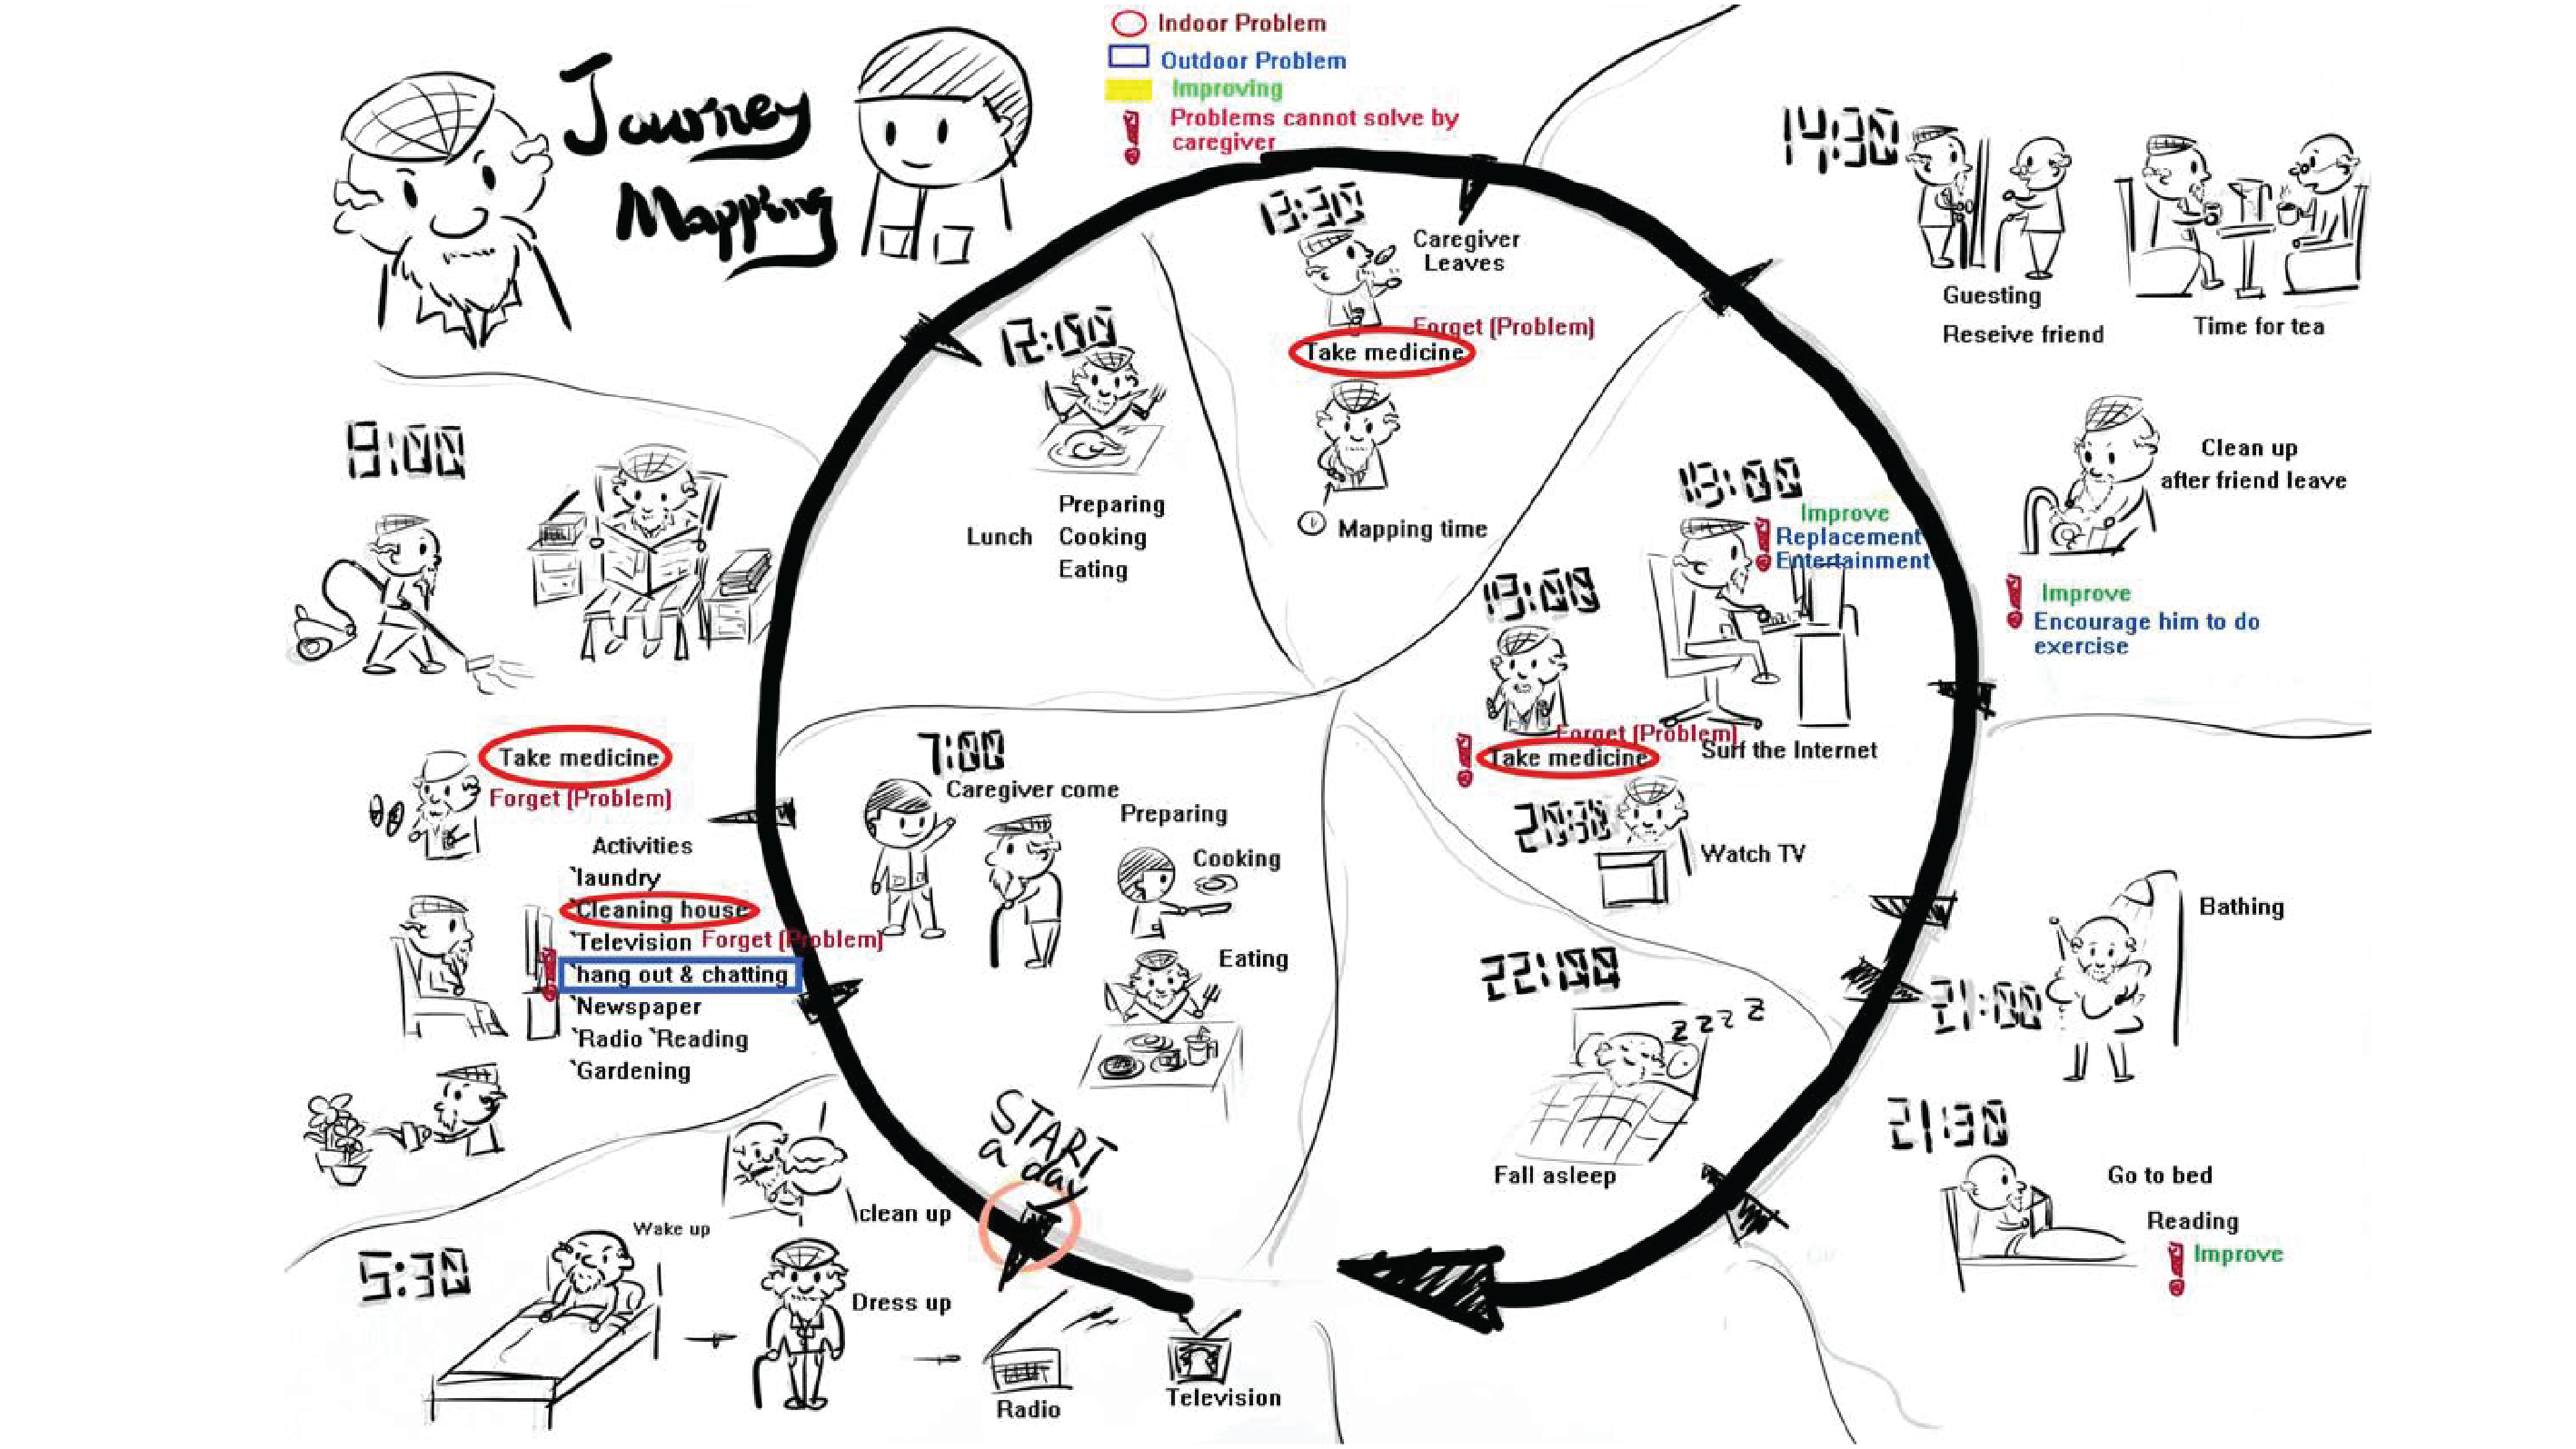 Journey
Mapping
Indoor Problem
Outdoor Problem
Improving
Problems cannot solve by
caregiver
START
a day
5:30
Wake up
clean up
Dress up
Radio
Television
7:00
Caregiver come
Preparing
Cooking
Eating
9:00
Take medicine
Forget (Problem)
Activities
`laundry
`Cleaning house
`Television Forget (Problem)
`hang out & chatting
`Newspaper
`Radio `Reading
`Gardening
12:00
Lunch
Preparing
Cooking
Eating
13:30
Caregiver
Leaves
Forget (Problem)
Take medicine
Mapping time
14:30
Guesting
Reseive friend
Time for tea
Clean up
after friend leave
Improve
Encourage him to do
exercise
Improve
Replacement
Entertainment
Surf the Internet
Forget (Problem)
Take medicine
20:30
Watch TV
21:00
Bathing
21:30
Go to bed
Reading
Improve
22:00
zzzz
Fall asleep